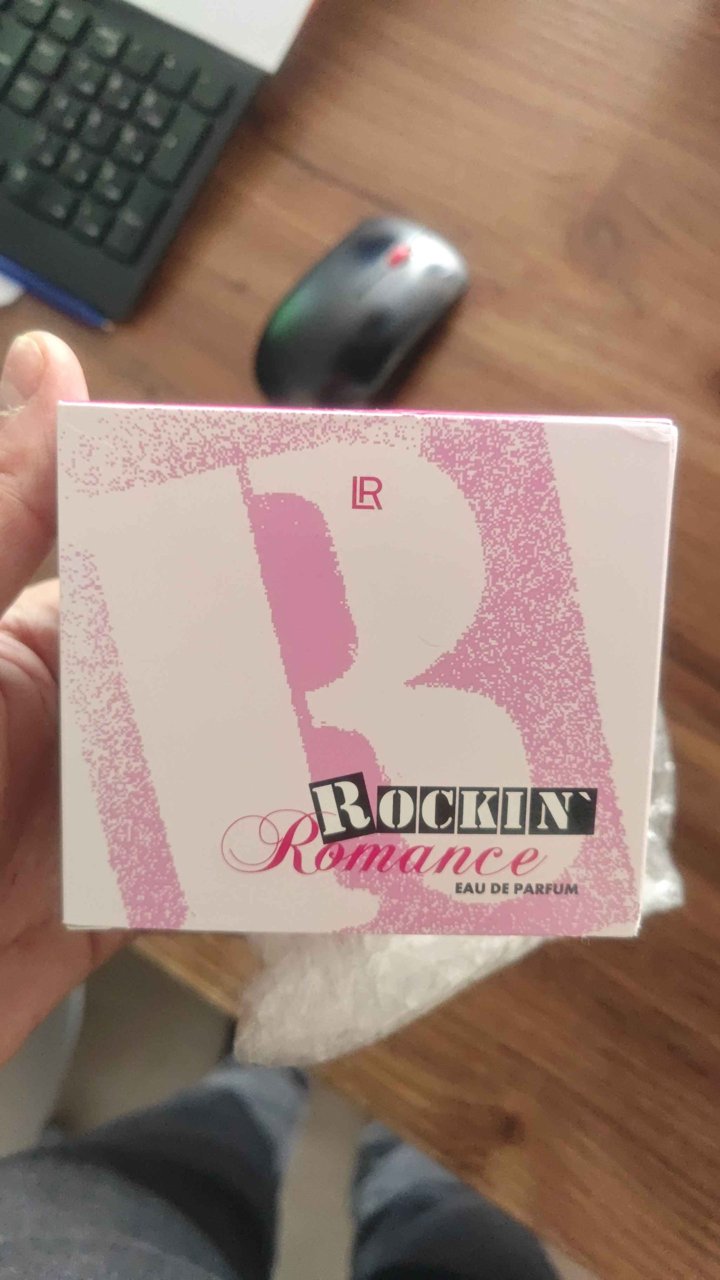 LR
ROCKIN`
Romance
EAU DE PARFUM